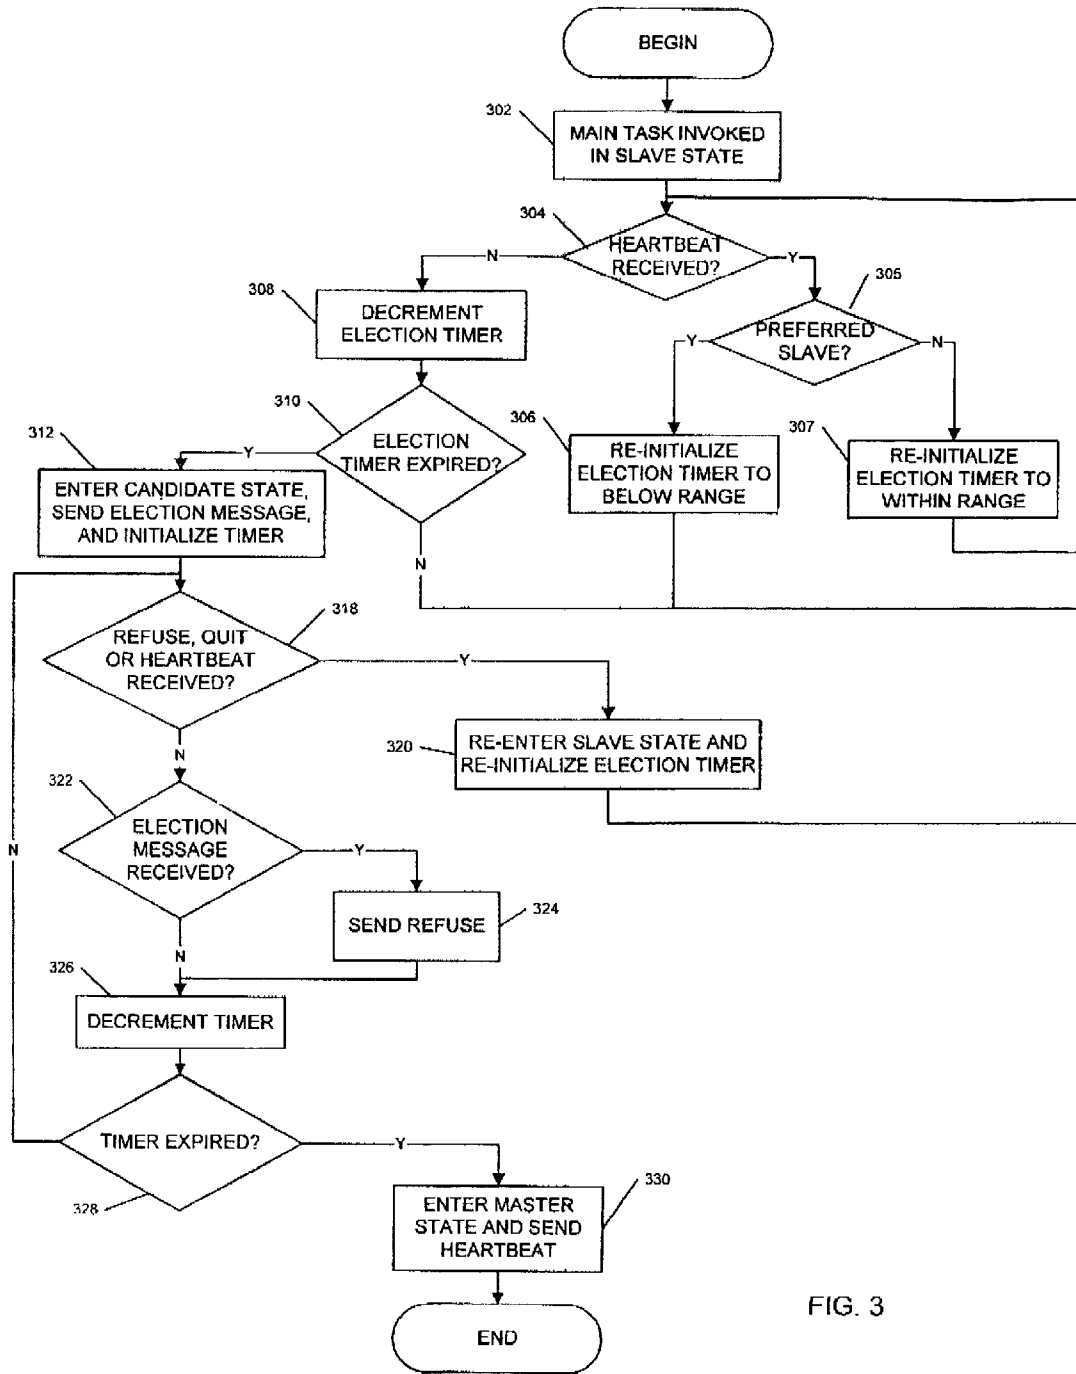 BEGIN
302
MAIN TASK INVOKED
IN SLAVE STATE
304
HEARTBEAT
RECEIVED?
N
Y
305
PREFERRED
SLAVE?
Y
N
308
DECREMENT
ELECTION TIMER
310
ELECTION
TIMER EXPIRED?
Y
N
306
RE-INITIALIZE
ELECTION TIMER TO
BELOW RANGE
307
RE-INITIALIZE
ELECTION TIMER TO
WITHIN RANGE
312
ENTER CANDIDATE STATE,
SEND ELECTION MESSAGE,
AND INITIALIZE TIMER
318
REFUSE, QUIT
OR HEARTBEAT
RECEIVED?
Y
N
320
RE-ENTER SLAVE STATE AND
RE-INITIALIZE ELECTION TIMER
322
ELECTION
MESSAGE
RECEIVED?
Y
N
324
SEND REFUSE
326
DECREMENT TIMER
TIMER EXPIRED?
328
N
Y
330
ENTER MASTER
STATE AND SEND
HEARTBEAT
END
FIG. 3